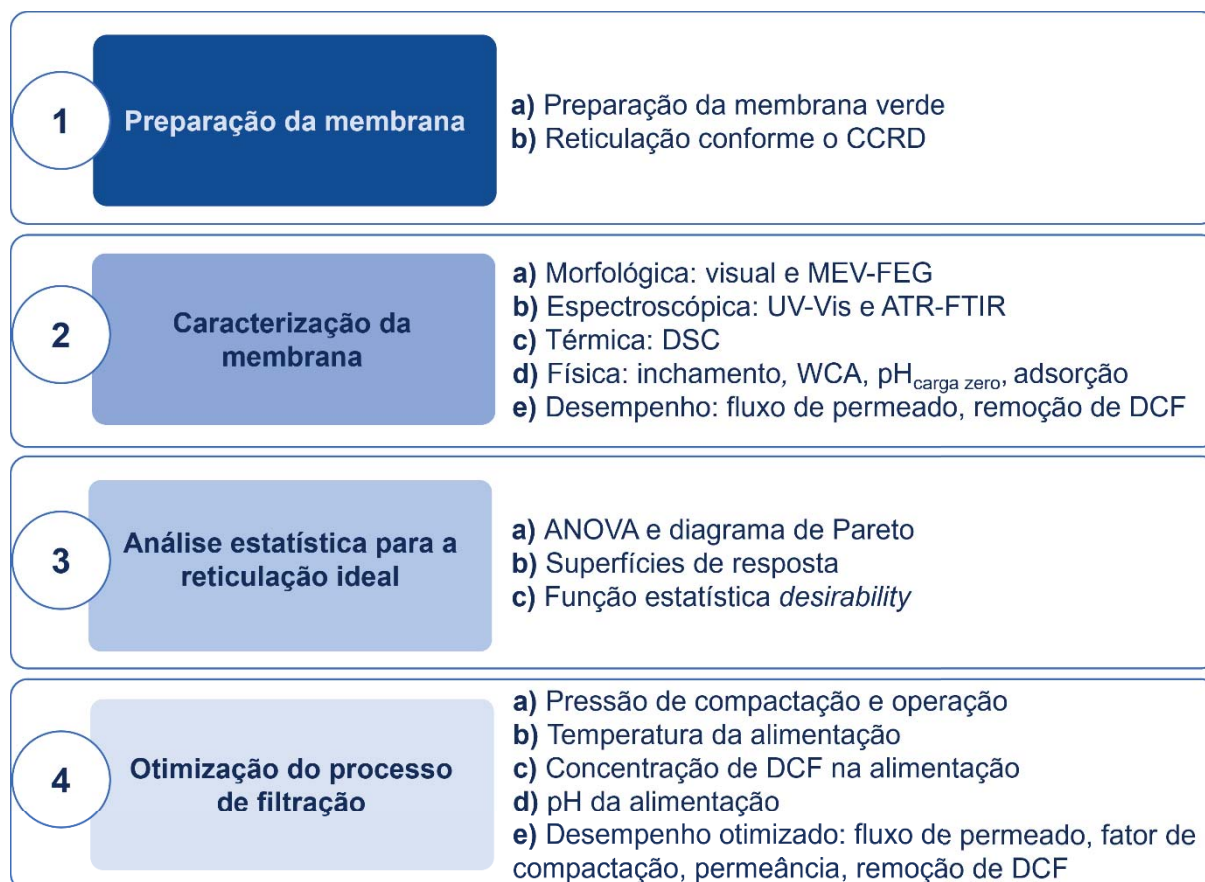 1
Preparação da membrana
a) Preparação da membrana verde
b) Reticulação conforme o CCRD
2
Caracterização da
membrana
a) Morfológica: visual e MEV-FEG
b) Espectroscópica: UV-Vis e ATR-FTIR
c) Térmica: DSC
d) Física: inchamento, WCA, pHcarga zero, adsorção
e) Desempenho: fluxo de permeado, remoção de DCF
3
Análise estatística para a
reticulação ideal
a) ANOVA e diagrama de Pareto
b) Superfícies de resposta
c) Função estatística desirability
4
Otimização do processo
de filtração
a) Pressão de compactação e operação
b) Temperatura da alimentação
c) Concentração de DCF na alimentação
d) pH da alimentação
e) Desempenho otimizado: fluxo de permeado, fator de
compactação, permeância, remoção de DCF